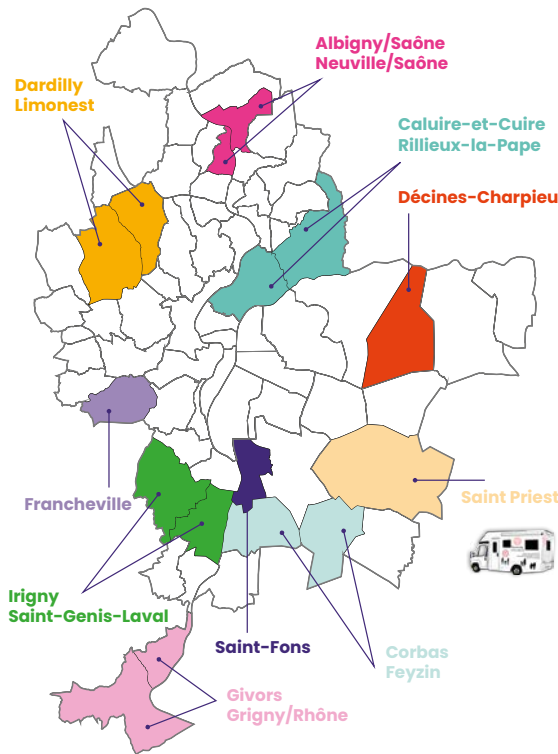 Albigny/Saône
Neuville/Saône
Dardilly
Limonest
Caluire-et-Cuire
Rillieux-la-Pape
Décines-Charpieu
Francheville
Saint Priest
Irigny
Saint-Genis-Laval
Saint-Fons
Corbas
Feyzin
Givors
Grigny/Rhône